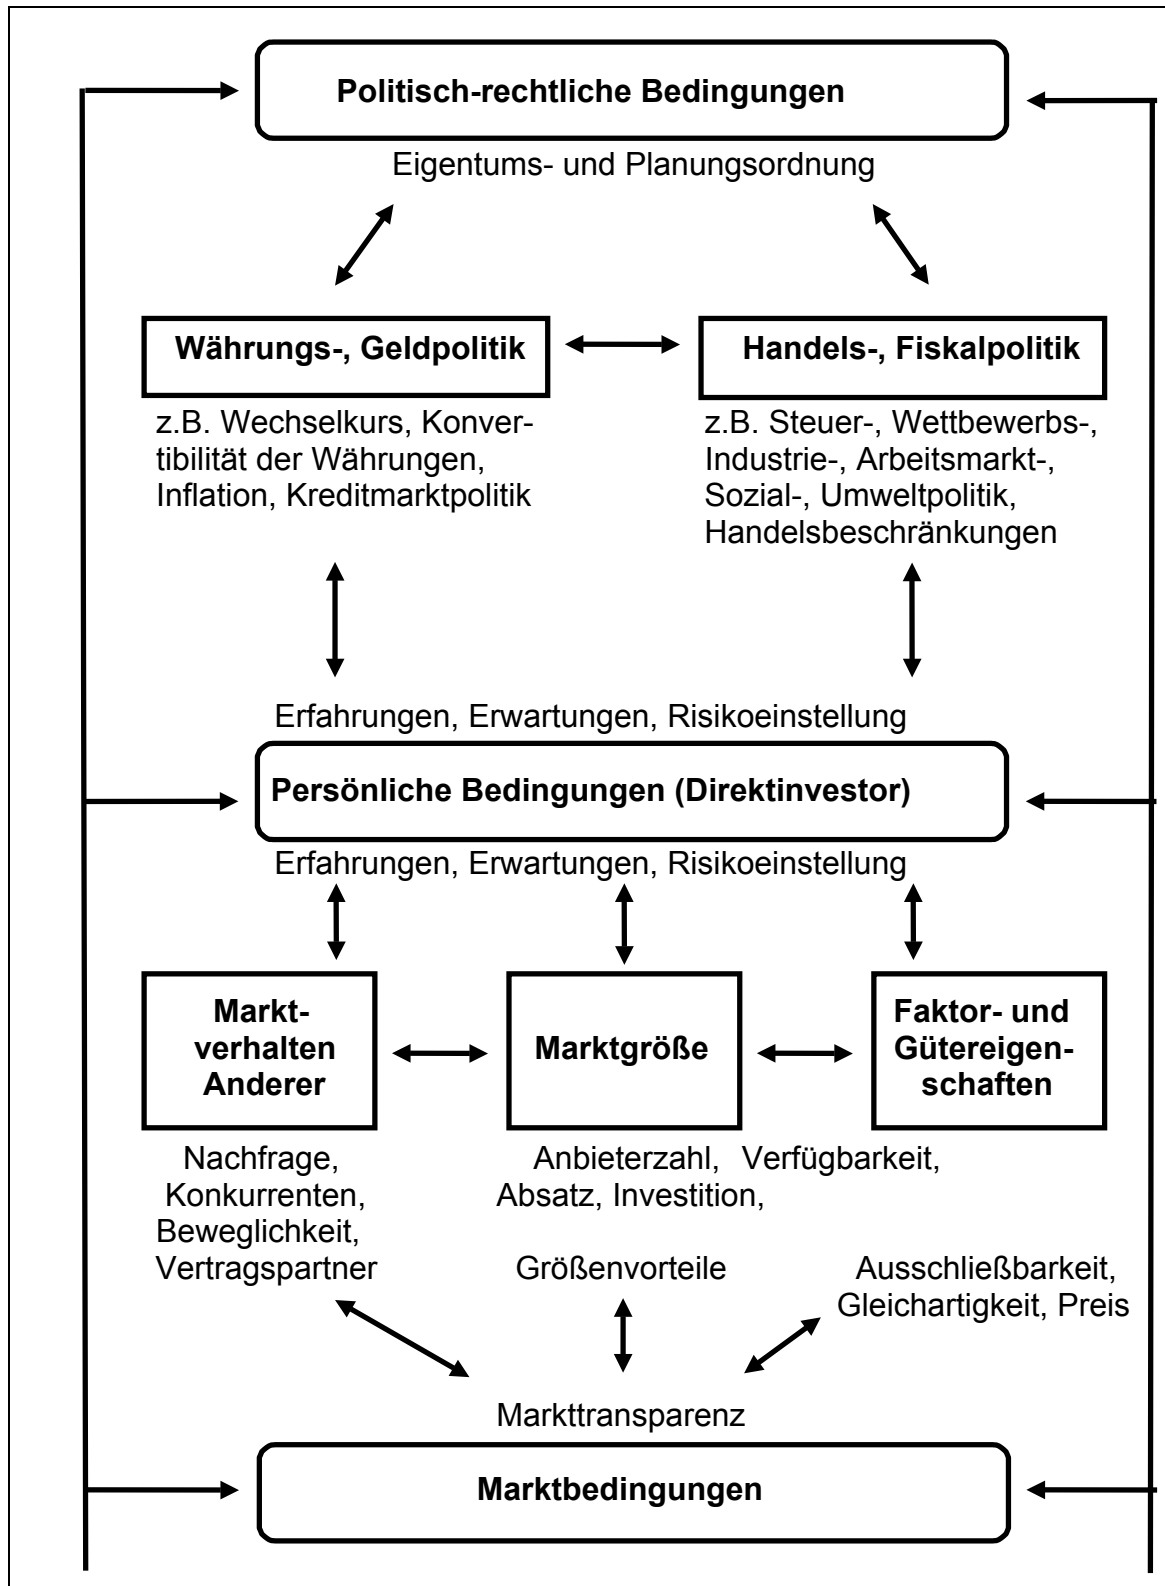 Politisch-rechtliche Bedingungen
Eigentums- und Planungsordnung
Währungs-, Geldpolitik
z.B. Wechselkurs, Konver-
tibilität der Währungen,
Inflation, Kreditmarktpolitik
Handels-, Fiskalpolitik
z.B. Steuer-, Wettbewerbs-,
Industrie-, Arbeitsmarkt-,
Sozial-, Umweltpolitik,
Handelsbeschränkungen
Erfahrungen, Erwartungen, Risikoeinstellung
Persönliche Bedingungen (Direktinvestor)
Erfahrungen, Erwartungen, Risikoeinstellung
Markt-
verhalten
Anderer
Nachfrage,
Konkurrenten,
Beweglichkeit,
Vertragspartner
Marktgröße
Anbieterzahl,
Absatz, Investition,
Größenvorteile
Faktor- und
Gütereigen-
schaften
Verfügbarkeit,
Ausschließbarkeit,
Gleichartigkeit, Preis
Markttransparenz
Marktbedingungen